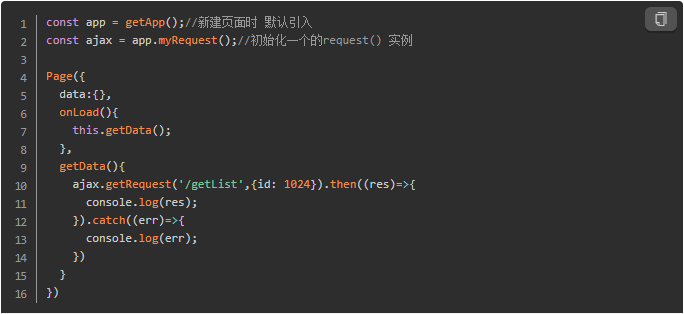 1 const app = getApp();//新建页面时 默认引入
2 const ajax = app.myRequest();//初始化一个的request() 实例
3
4 Page({
5   data:{},
6   onLoad(){
7     this.getData();
8   },
9   getData(){
10     ajax.getRequest('/getList',{id: 1024}).then((res)=>{
11       console.log(res);
12     }).catch((err)=>{
13       console.log(err);
14     })
15   }
16 })